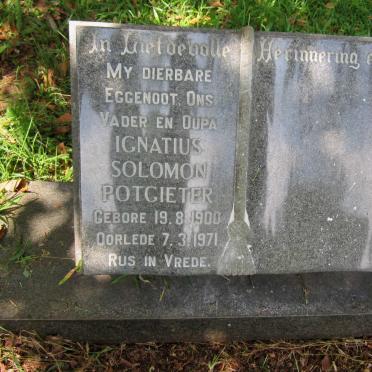 In Liefdevolle Herinnering
My dierbare
Eggenoot, Ons
Vader en Oupa
IGNATIUS
SOLOMON
POTGIETER
Gebore 19.8.1900
Oorlede 7.3.1971.
Rus in Vrede.